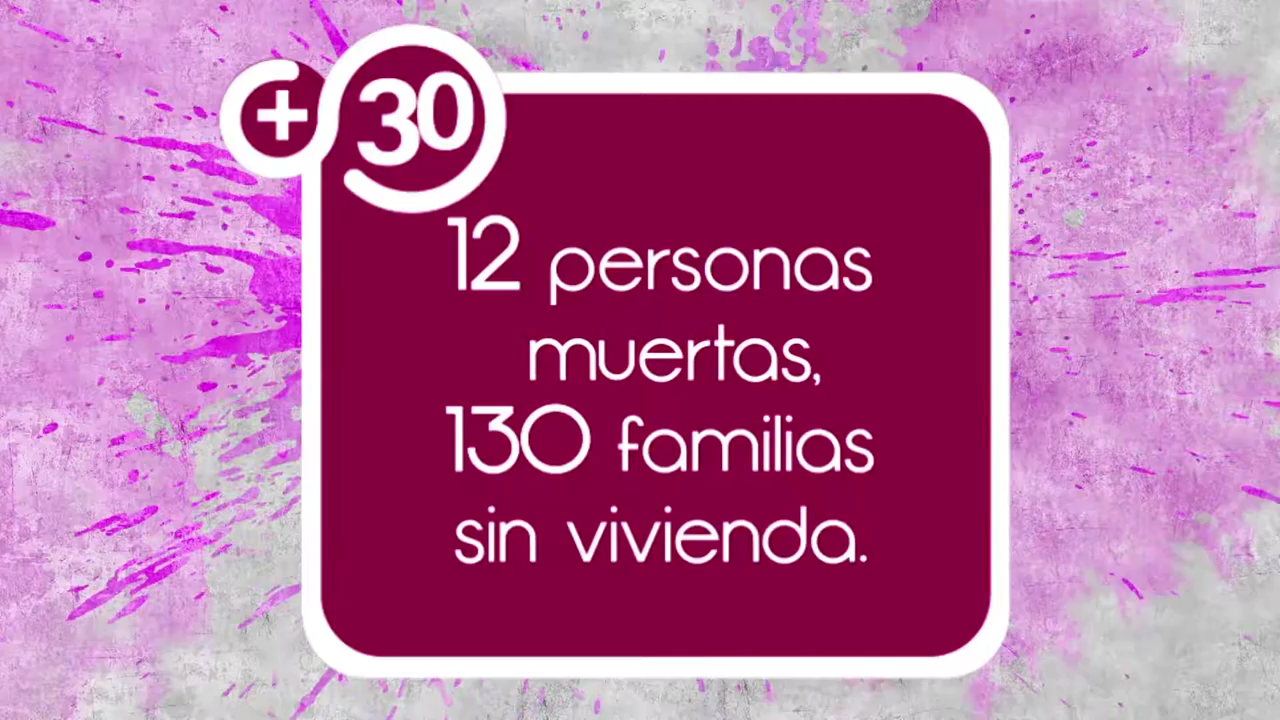 +30
12 personas
muertas,
130 familias
sin vivienda.